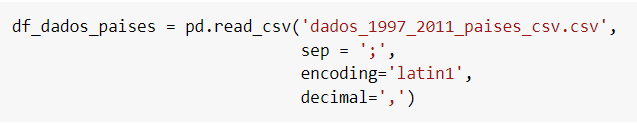 df_dados_paises = pd.read_csv('dados_1997_2011_paises_csv.csv',
                              sep = ';',
                              encoding='latin1',
                              decimal=',')